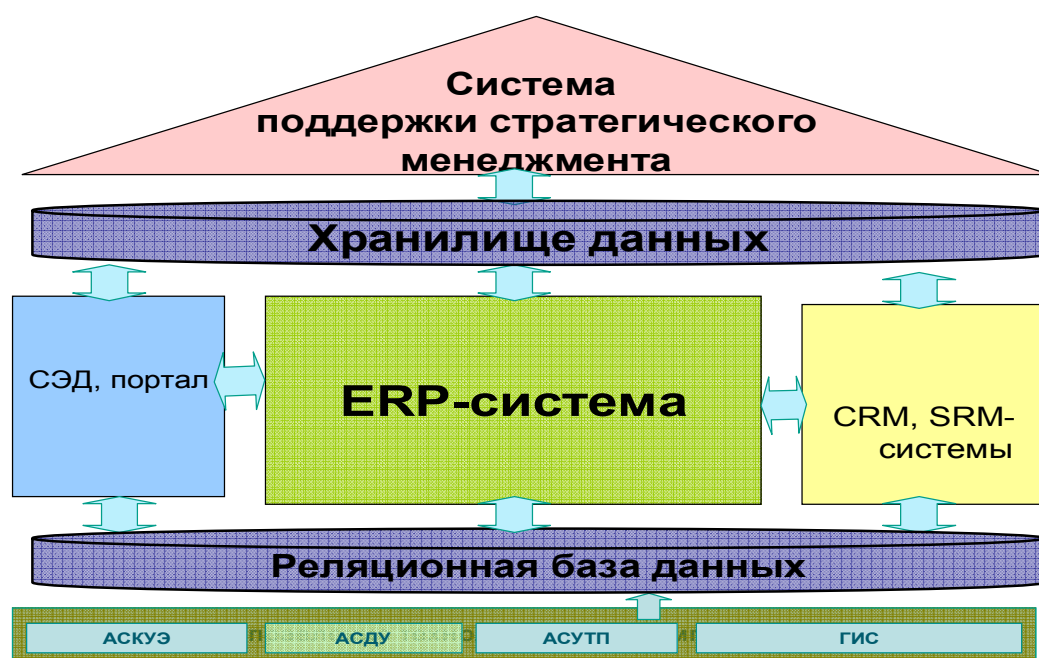 Система
поддержки стратегического
менеджмента
Хранилище данных
СЭД, портал
ERP-система
CRM, SRM-
системы
Реляционная база данных
АСКУЭ
АСДУ
АСУТП
ГИС